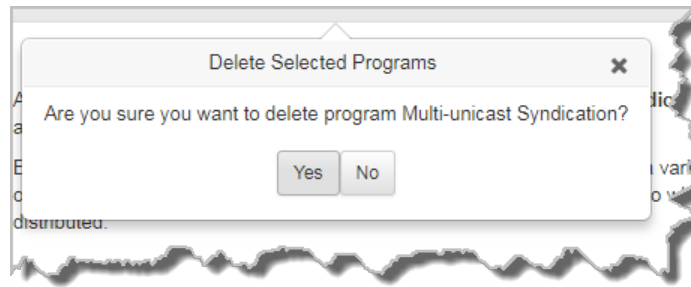 Delete Selected Programs
Are you sure you want to delete program Multi-unicast Syndication?
Yes No
distributed.